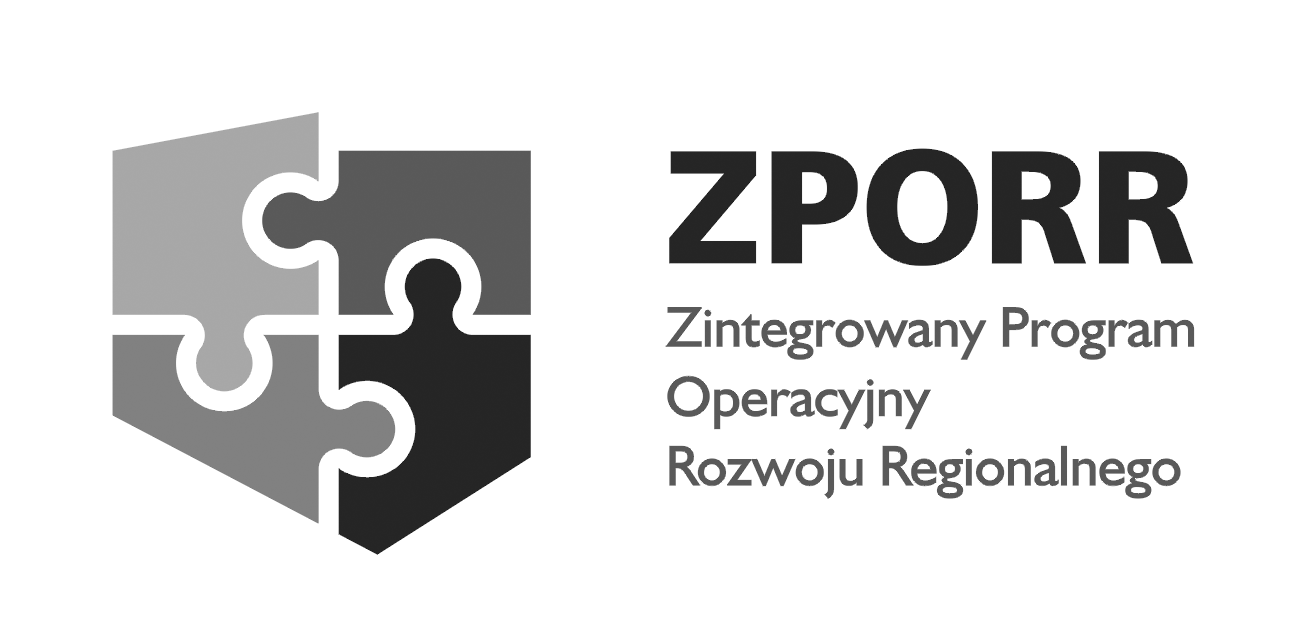 ZPORR
Zintegrowany Program
Operacyjny
Rozwoju Regionalnego